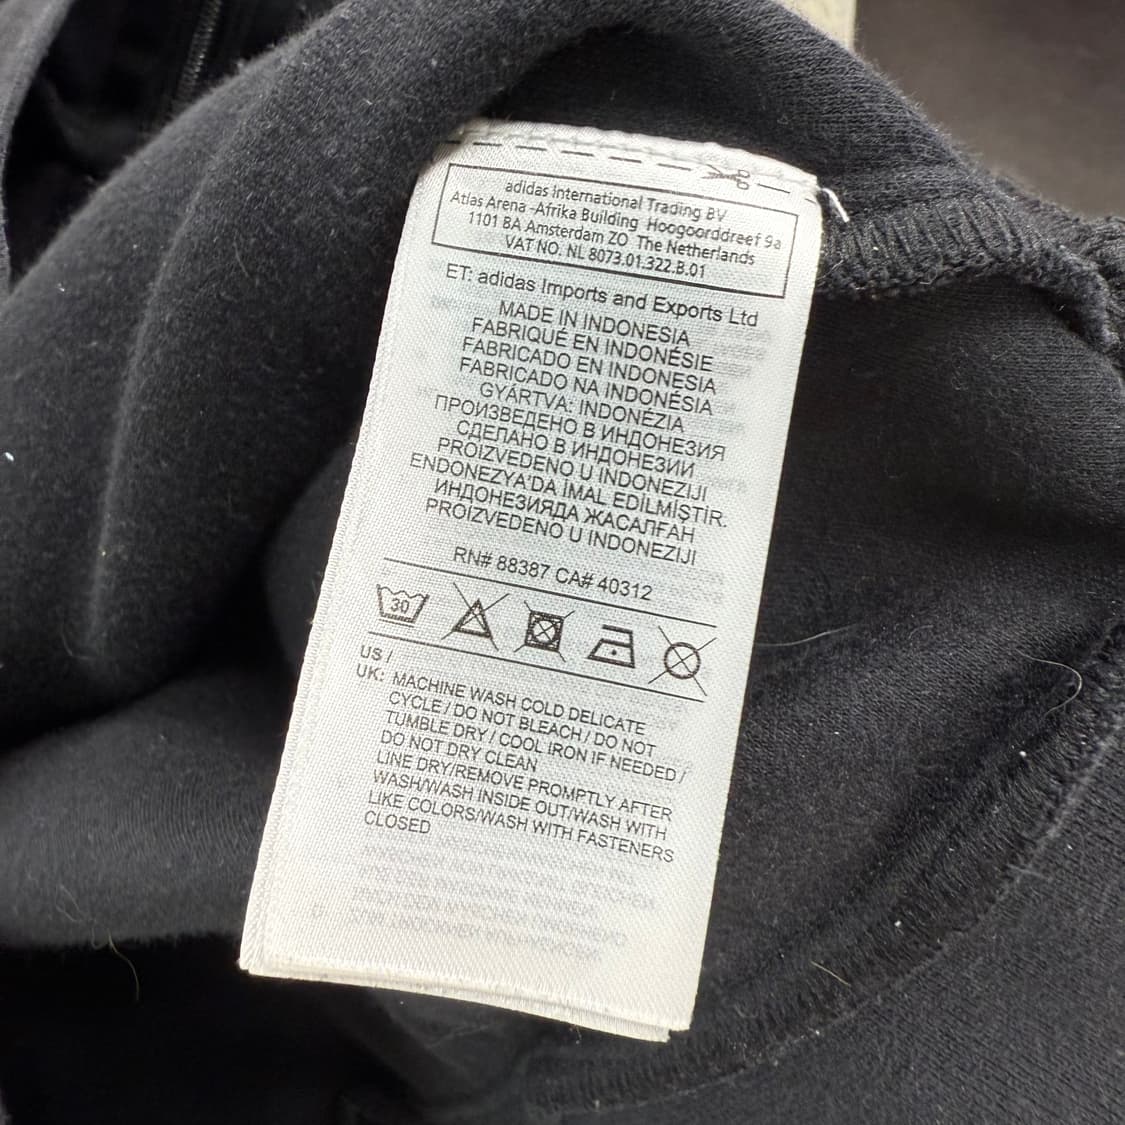 adidas International Trading BV
Atlas Arena -Afrika Building Hoogoorddreef 9a
1101 BA Amsterdam ZO The Netherlands
VAT NO. NL 8073.01.322.B.01
ET: adidas Imports and Exports Ltd
MADE IN INDONESIA
FABRIQUÉ EN INDONÉSIE
FABRICADO EN INDONESIA
FABRICADO NA INDONÉSIA
GYÁRTVA: INDONÉZIA
ПРОИЗВЕДЕНО В ИНДОНЕЗИЯ
СДЕЛАНО В ИНДОНЕЗИИ
PROIZVEDENO U INDONEZIJI
ENDONEZYA'DA İMAL EDİLMİŞTİR.
ИНДОНЕЗИЯДА ЖАСАЛҒАН
PROIZVEDENO U INDONEZIJI
RN# 88387 CA# 40312
30
US /
UK: MACHINE WASH COLD DELICATE
CYCLE / DO NOT BLEACH / DO NOT
TUMBLE DRY / COOL IRON IF NEEDED /
DO NOT DRY CLEAN
LINE DRY/REMOVE PROMPTLY AFTER
WASH/WASH INSIDE OUT/WASH WITH
LIKE COLORS/WASH WITH FASTENERS
CLOSED